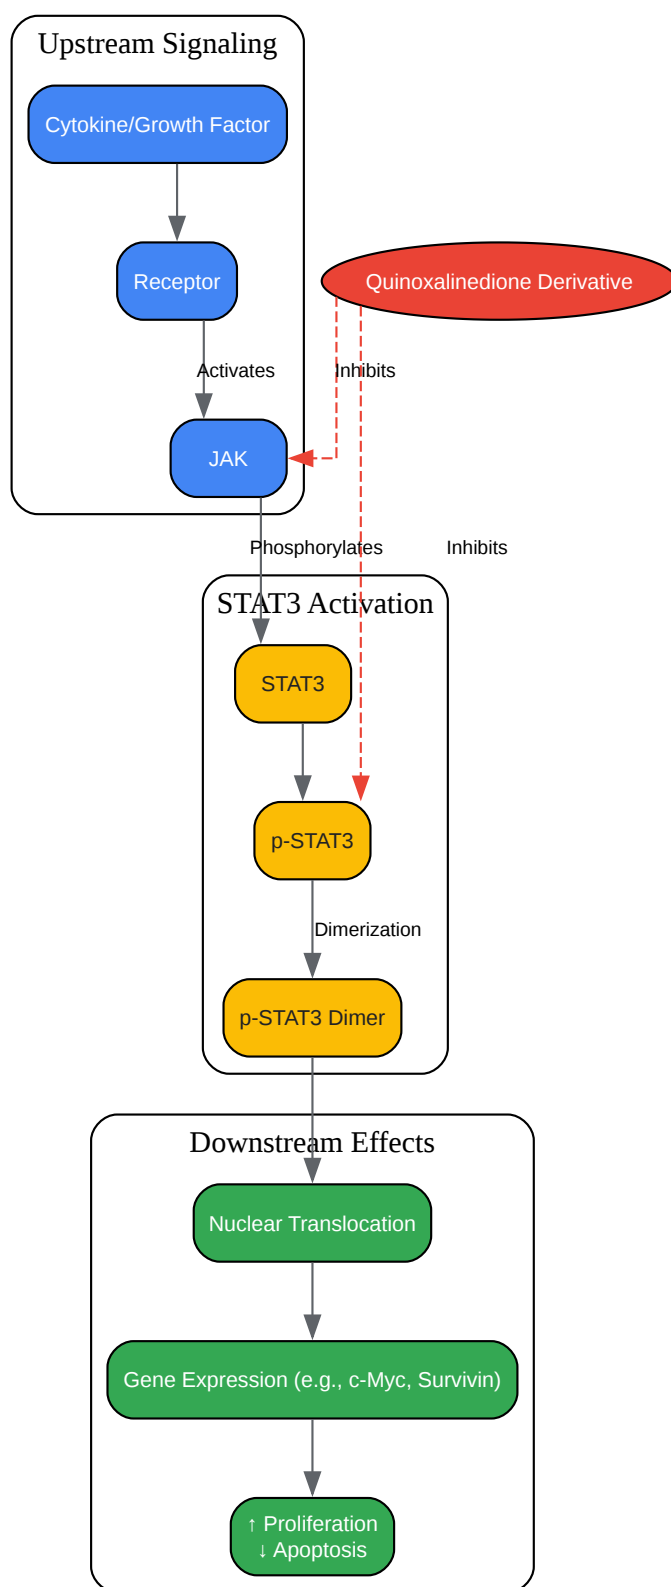 Upstream Signaling
Cytokine/Growth Factor
Receptor
Quinoxalinedione Derivative
Activates
Inhibits
JAK
Phosphorylates
Inhibits
STAT3 Activation
STAT3
p-STAT3
Dimerization
p-STAT3 Dimer
Downstream Effects
Nuclear Translocation
Gene Expression (e.g., c-Myc, Survivin)
↑ Proliferation
↓ Apoptosis